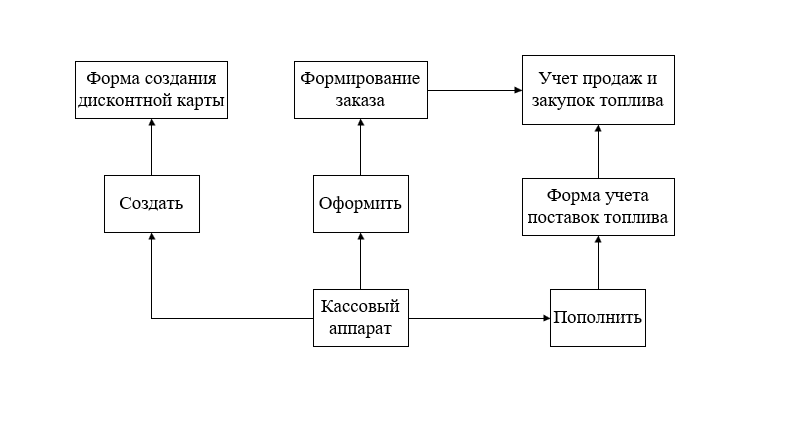 Форма создания
дисконтной карты
Формирование
заказа
Учет продаж и
закупок топлива
Создать
Оформить
Форма учета
поставок топлива
Кассовый
аппарат
Пополнить